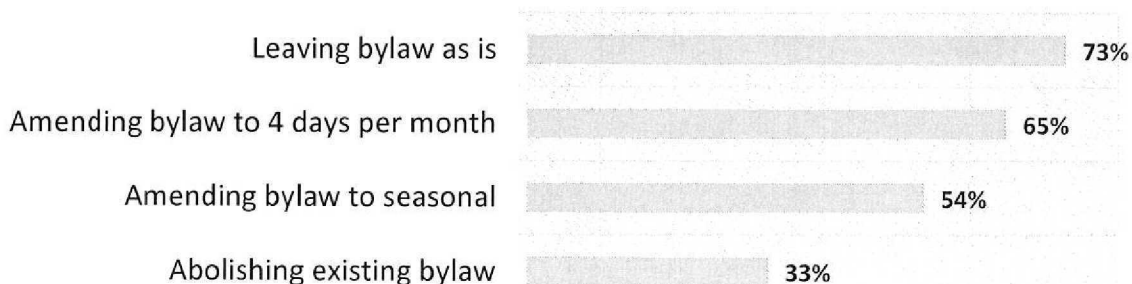 Leaving bylaw as is 73%
Amending bylaw to 4 days per month 65%
Amending bylaw to seasonal 54%
Abolishing existing bylaw 33%